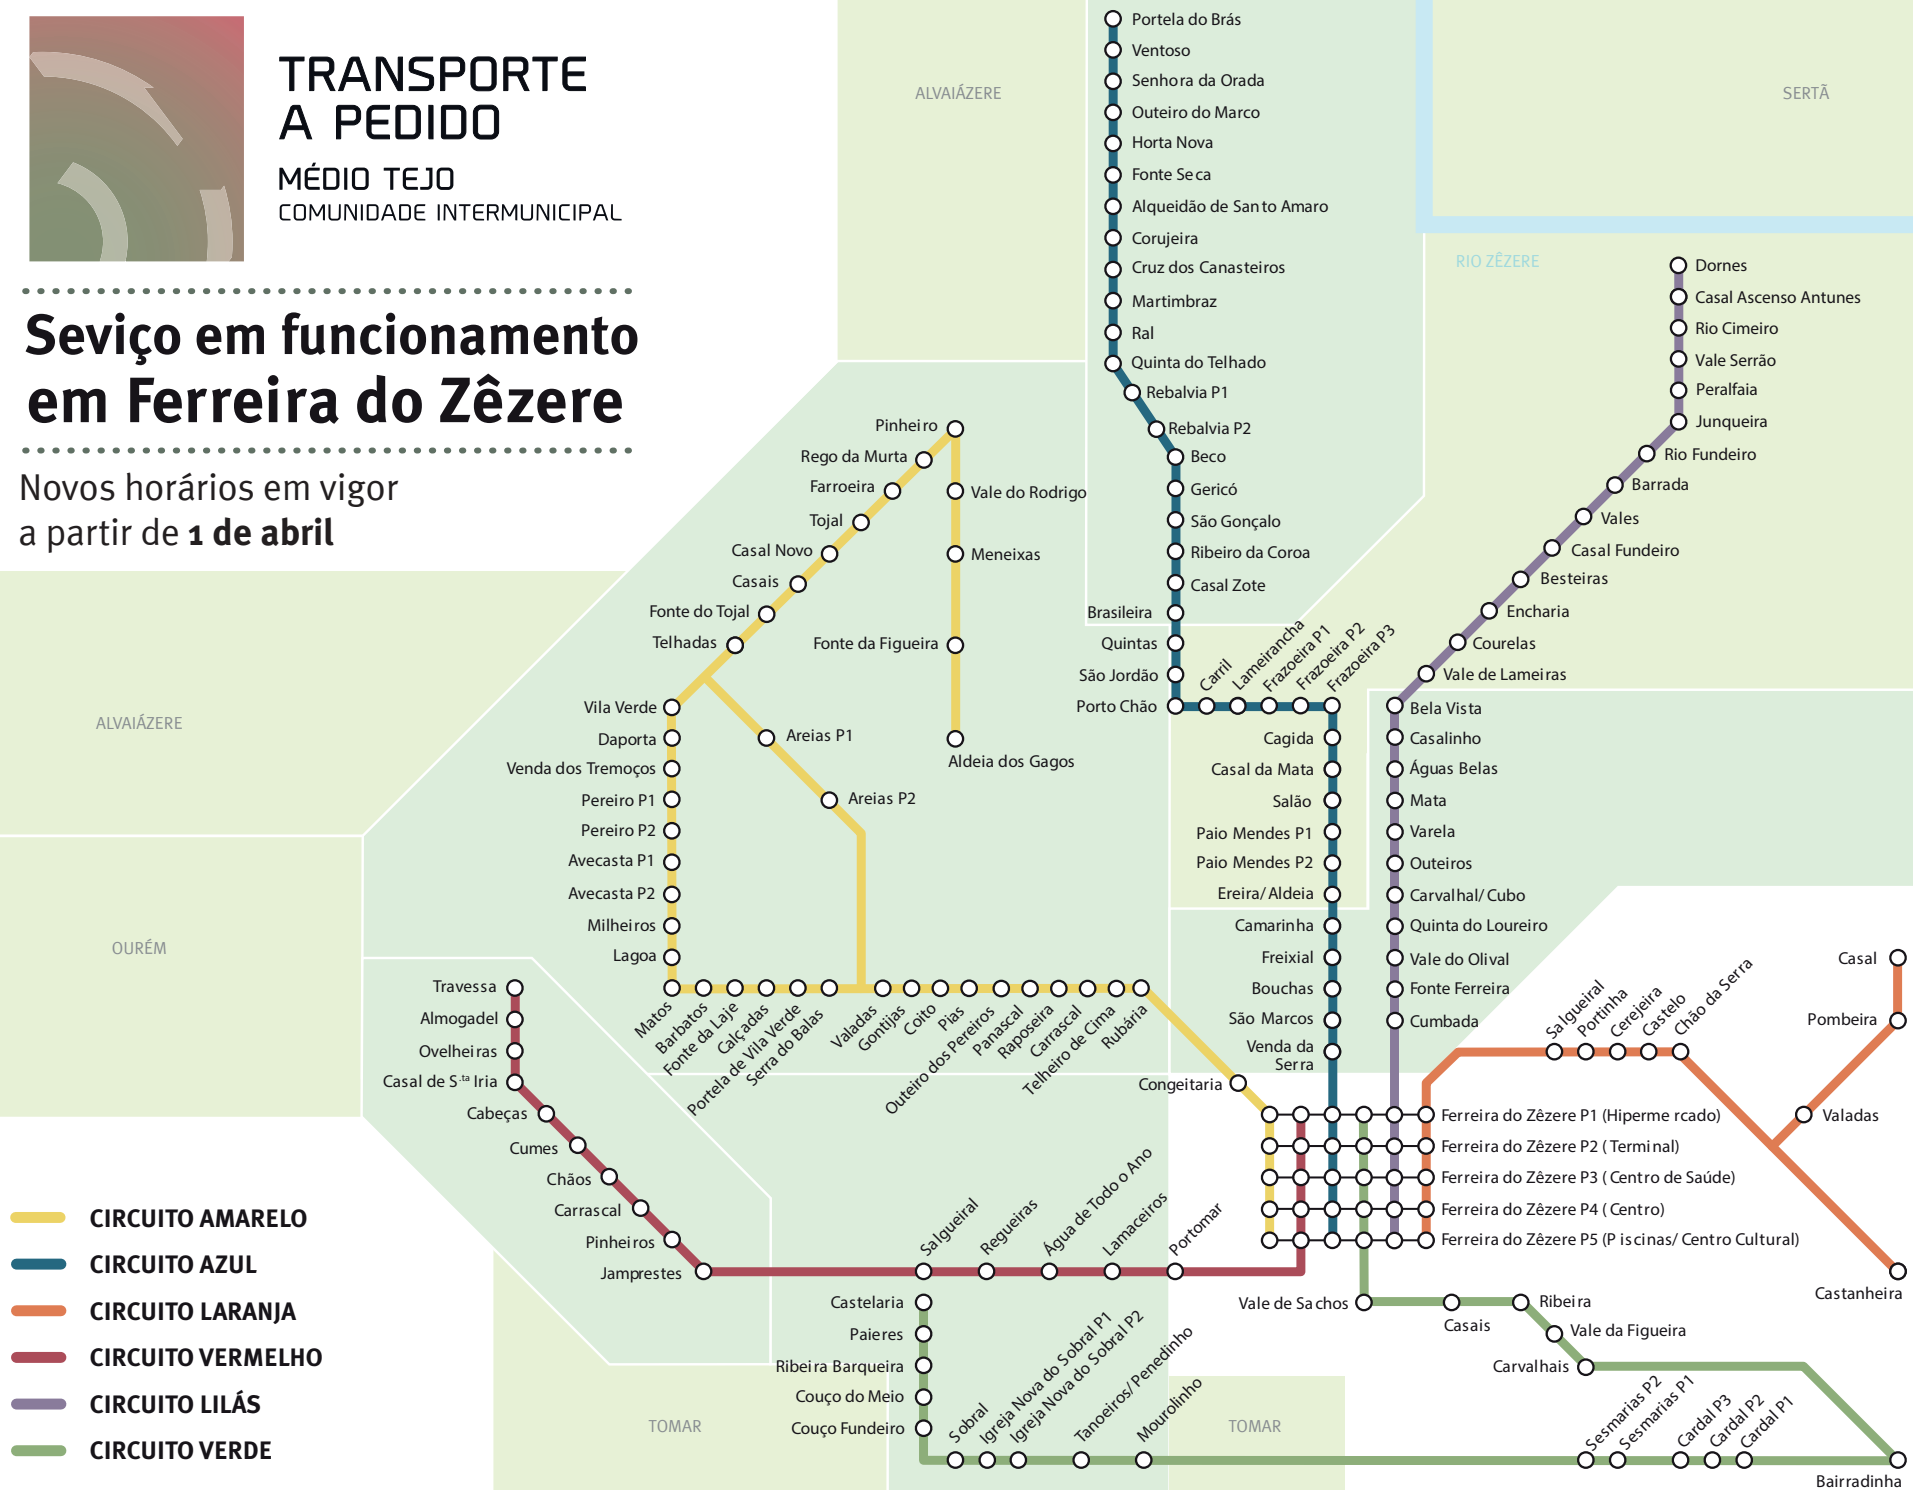 TRANSPORTE
A PEDIDO
MÉDIO TEJO
COMUNIDADE INTERMUNICIPAL
Seviço em funcionamento
em Ferreira do Zêzere
Novos horários em vigor
a partir de 1 de abril
ALVAIÁZERE
SERTÃ
RIO ZÊZERE
ALVAIÁZERE
OURÉM
TOMAR
TOMAR
Portela do Brás
Ventoso
Senhora da Orada
Outeiro do Marco
Horta Nova
Fonte Seca
Alqueidão de Santo Amaro
Corujeira
Cruz dos Canasteiros
Martimbraz
Ral
Quinta do Telhado
Rebalvia P1
Rebalvia P2
Beco
Gericó
São Gonçalo
Ribeiro da Coroa
Casal Zote
Brasileira
Quintas
São Jordão
Porto Chão
Carril
Lameirancha
Frazoeira P1
Frazoeira P2
Frazoeira P3
Cagida
Casal da Mata
Salão
Paio Mendes P1
Paio Mendes P2
Ereira/Aldeia
Camarinha
Freixial
Bouchas
São Marcos
Venda da
Serra
Dornes
Casal Ascenso Antunes
Rio Cimeiro
Vale Serrão
Peralfaia
Junqueira
Rio Fundeiro
Barrada
Vales
Casal Fundeiro
Besteiras
Encharia
Courelas
Vale de Lameiras
Bela Vista
Casalinho
Águas Belas
Mata
Varela
Outeiros
Carvalhal/Cubo
Quinta do Loureiro
Vale do Olival
Fonte Ferreira
Cumbada
Pinheiro
Rego da Murta
Farroeira
Tojal
Casal Novo
Casais
Fonte do Tojal
Telhadas
Vale do Rodrigo
Meneixas
Fonte da Figueira
Aldeia dos Gagos
Areias P1
Areias P2
Vila Verde
Daporta
Venda dos Tremoços
Pereiro P1
Pereiro P2
Avecasta P1
Avecasta P2
Milheiros
Lagoa
Matos
Barbatos
Fonte da Laje
Calçadas
Portela de Vila Verde
Serra do Balas
Valadas
Gontijas
Coito
Pias
Outeiro dos Pereiros
Panascal
Raposeira
Carrascal
Telheiro de Cima
Rubária
Congeitaria
Travessa
Almogadel
Ovelheiras
Casal de S.ta Iria
Cabeças
Cumes
Chãos
Carrascal
Pinheiros
Jamprestes
Salgueiral
Regueiras
Água de Todo o Ano
Lamaceiros
Portomar
Salgueiral
Portinha
Cerejeira
Castelo
Chão da Serra
Casal
Pombeira
Valadas
Castanheira
Ferreira do Zêzere P1 (Hipermercado)
Ferreira do Zêzere P2 (Terminal)
Ferreira do Zêzere P3 (Centro de Saúde)
Ferreira do Zêzere P4 (Centro)
Ferreira do Zêzere P5 (Piscinas/Centro Cultural)
Castelaria
Paieres
Ribeira Barqueira
Couço do Meio
Couço Fundeiro
Sobral
Igreja Nova do Sobral P1
Igreja Nova do Sobral P2
Tanoeiros/Penedinho
Mourolinho
Vale de Sachos
Casais
Ribeira
Vale da Figueira
Carvalhais
Sesmarias P2
Sesmarias P1
Cardal P3
Cardal P2
Cardal P1
Bairradinha
CIRCUITO AMARELO
CIRCUITO AZUL
CIRCUITO LARANJA
CIRCUITO VERMELHO
CIRCUITO LILÁS
CIRCUITO VERDE